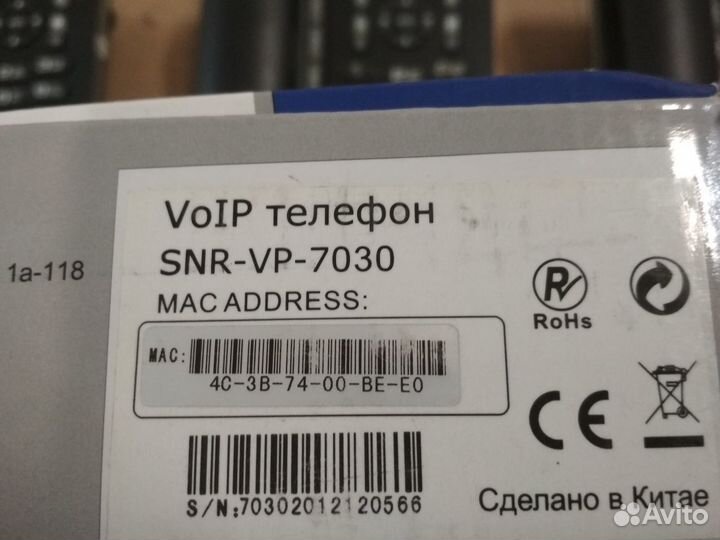 VoIP телефон
1а-118
SNR-VP-7030
MAC ADDRESS:
RoHs
MAC:
4C-3B-74-00-BE-E0
CE
S/N:70302012120566
Сделано в Китае
Avito